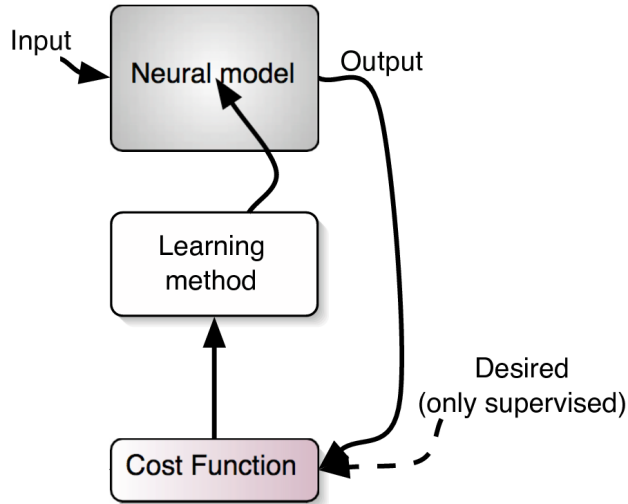 Input
Neural model
Output
Learning
method
Desired
(only supervised)
Cost Function